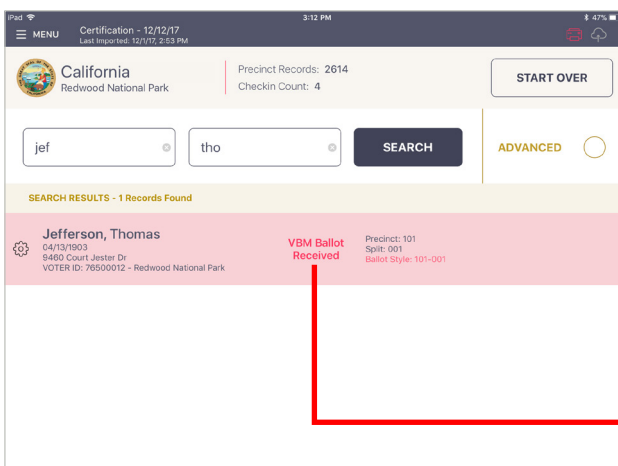 iPad 3:12 PM 47%
MENU Certification - 12/12/17
Last Imported: 12/1/17, 2:53 PM
California
Redwood National Park
Precinct Records: 2614
Checkin Count: 4
START OVER
jef
tho
SEARCH
ADVANCED
SEARCH RESULTS - 1 Records Found
Jefferson, Thomas
04/13/1903
9460 Court Jester Dr
VOTER ID: 76500012 - Redwood National Park
VBM Ballot
Received
Precinct: 101
Split: 001
Ballot Style: 101-001